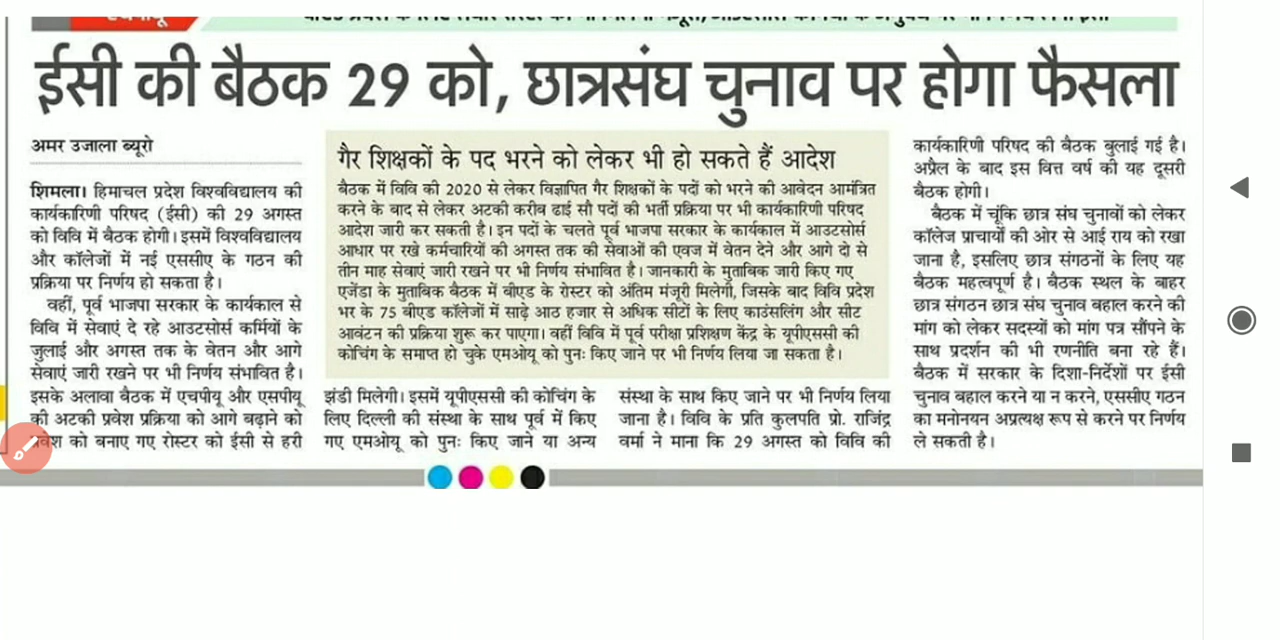 ईसी की बैठक 29 को, छात्रसंघ चुनाव पर होगा फैसला
अमर उजाला ब्यूरो
शिमला। हिमाचल प्रदेश विश्वविद्यालय की
कार्यकारिणी परिषद (ईसी) की 29 अगस्त
को विवि में बैठक होगी। इसमें विश्वविद्यालय
और कॉलेजों में नई एससीए के गठन की
प्रक्रिया पर निर्णय हो सकता है।
वहीं, पूर्व भाजपा सरकार के कार्यकाल से
विवि में सेवाएं दे रहे आउटसोर्स कर्मियों के
जुलाई और अगस्त तक के वेतन और आगे
सेवाएं जारी रखने पर भी निर्णय संभावित है।
इसके अलावा बैठक में एचपीयू और एसपीयू
की अटकी प्रवेश प्रक्रिया को आगे बढ़ाने को
को बनाए गए रोस्टर को ईसी से हरी
गैर शिक्षकों के पद भरने को लेकर भी हो सकते हैं आदेश
बैठक में विवि की 2020 से लेकर विज्ञापित गैर शिक्षकों के पदों को भरने की आवेदन आमंत्रित
करने के बाद से लेकर अटकी करीब ढाई सौ पदों की भर्ती प्रक्रिया पर भी कार्यकारिणी परिषद
आदेश जारी कर सकती है। इन पदों के चलते पूर्व भाजपा सरकार के कार्यकाल में आउटसोर्स
आधार पर रखे कर्मचारियों की अगस्त तक की सेवाओं की एवज में वेतन देने और आगे दो से
तीन माह सेवाएं जारी रखने पर भी निर्णय संभावित है। जानकारी के मुताबिक जारी किए गए
एजेंडा के मुताबिक बैठक में बीएड के रोस्टर को अंतिम मंजूरी मिलेगी, जिसके बाद विवि प्रदेश
भर के 75 बीएड कॉलेजों में साढ़े आठ हजार से अधिक सीटों के लिए काउंसलिंग और सीट
आवंटन की प्रक्रिया शुरू कर पाएगा। वहीं विवि में पूर्व परीक्षा प्रशिक्षण केंद्र के यूपीएससी की
कोचिंग के समाप्त हो चुके एमओयू को पुनः किए जाने पर भी निर्णय लिया जा सकता है।
झंडी मिलेगी। इसमें यूपीएससी की कोचिंग के
लिए दिल्ली की संस्था के साथ पूर्व में किए
गए एमओयू को पुनः किए जाने या अन्य
संस्था के साथ किए जाने पर भी निर्णय लिया
जाना है। विवि के प्रति कुलपति प्रो. राजिंद्र
वर्मा ने माना कि 29 अगस्त को विवि की
कार्यकारिणी परिषद की बैठक बुलाई गई है।
अप्रैल के बाद इस वित्त वर्ष की यह दूसरी
बैठक होगी।
बैठक में चूंकि छात्र संघ चुनावों को लेकर
कॉलेज प्राचार्यों की ओर से आई राय को रखा
जाना है, इसलिए छात्र संगठनों के लिए यह
बैठक महत्वपूर्ण है। बैठक स्थल के बाहर
छात्र संगठन छात्र संघ चुनाव बहाल करने की
मांग को लेकर सदस्यों को मांग पत्र सौंपने के
साथ प्रदर्शन की भी रणनीति बना रहे हैं।
बैठक में सरकार के दिशा-निर्देशों पर ईसी
चुनाव बहाल करने या न करने, एससीए गठन
का मनोनयन अप्रत्यक्ष रूप से करने पर निर्णय
ले सकती है।